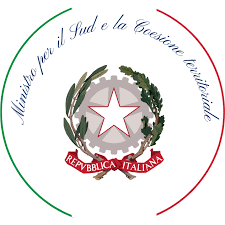 Ministro per il Sud e la Coesione territoriale
REPVBBLICA ITALIANA